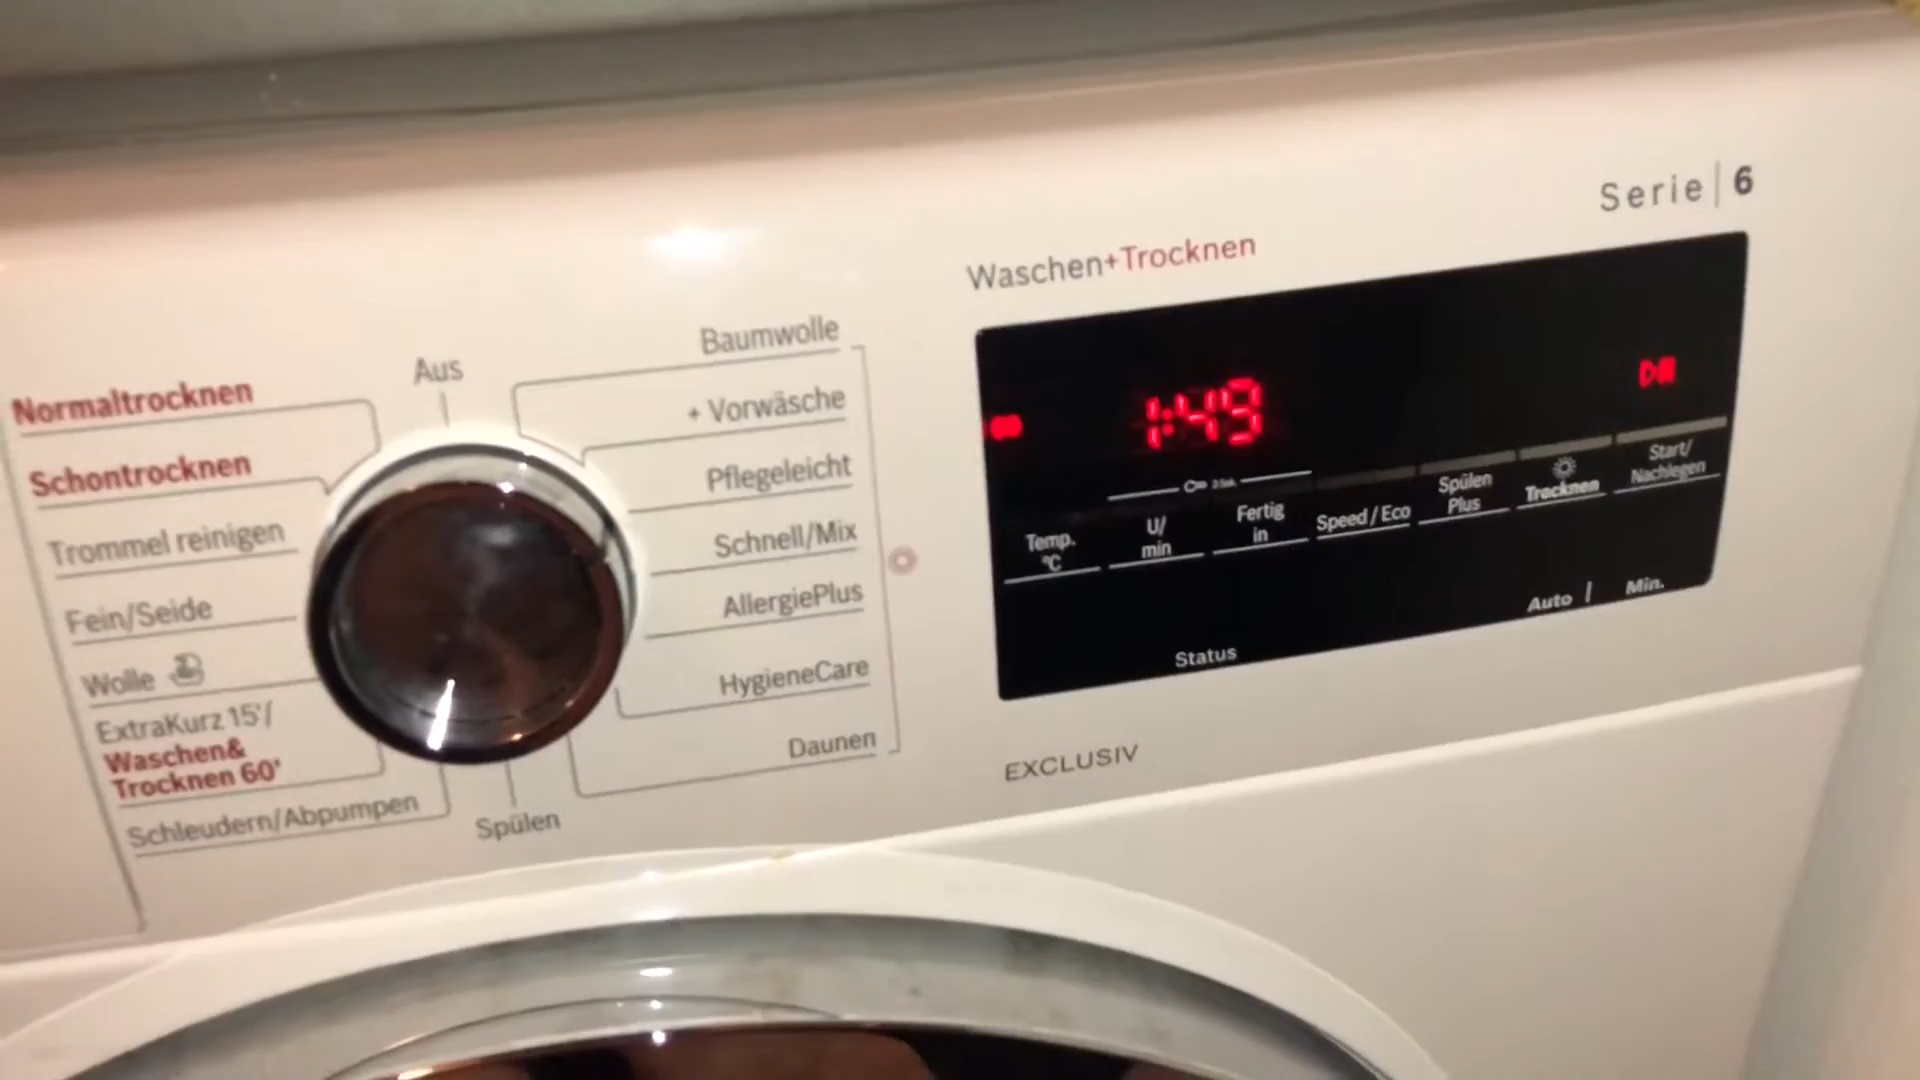 Serie | 6
Waschen+Trocknen
Aus
Normaltrocknen
Schontrocknen
Trommel reinigen
Fein/Seide
Wolle
ExtraKurz 15'/
Waschen&
Trocknen 60'
Schleudern/Abpumpen
Spülen
Baumwolle
+ Vorwäsche
Pflegeleicht
Schnell/Mix
AllergiePlus
HygieneCare
Daunen
1:49
Temp.
°C
U/
min
Fertig
in
Speed / Eco
Spülen
Plus
Trocknen
Start/
Nachlegen
Status
Auto | Min.
EXCLUSIV